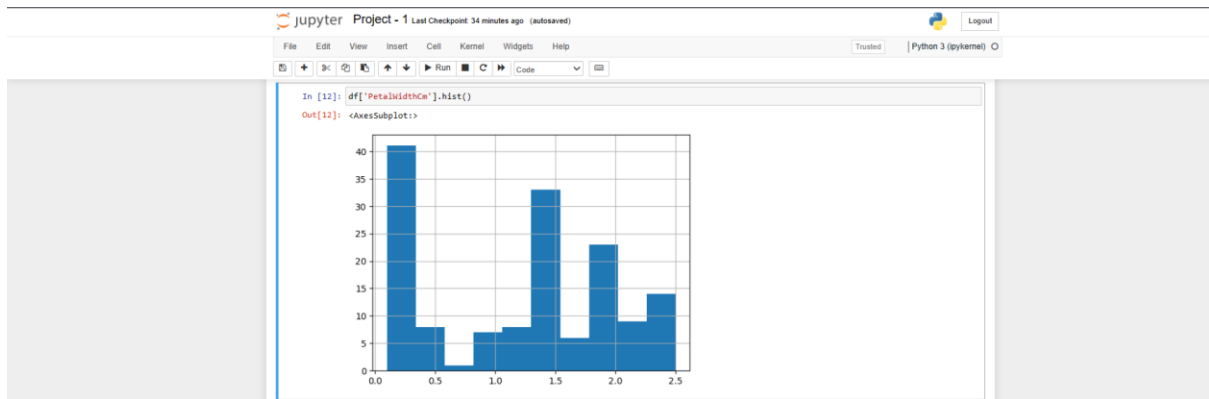 jupyter Project - 1 Last Checkpoint: 34 minutes ago (autosaved)
Logout
File Edit View Insert Cell Kernel Widgets Help
Trusted Python 3 (ipykernel)
Run Code
In [12]: df['PetalWidthCm'].hist()
Out[12]: <AxesSubplot:>
40
35
30
25
20
15
10
5
0
0.0 0.5 1.0 1.5 2.0 2.5